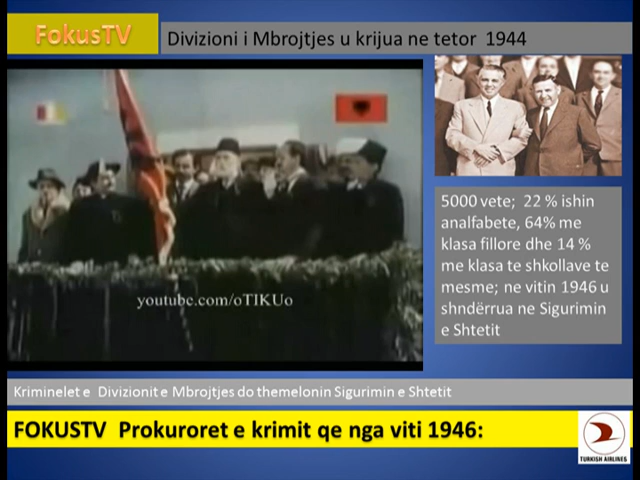 FokusTV
Divizioni i Mbrojtjes u krijua ne tetor 1944
youtube.com/oTIKUo
5000 vete; 22 % ishin
analfabete, 64% me
klasa fillore dhe 14 %
me klasa te shkollave te
mesme; ne vitin 1946 u
shndërrua ne Sigurimin
e Shtetit
Kriminelet e Divizionit e Mbrojtjes do themelonin Sigurimin e Shtetit
FOKUSTV Prokuroret e krimit qe nga viti 1946:
TURKISH AIRLINES